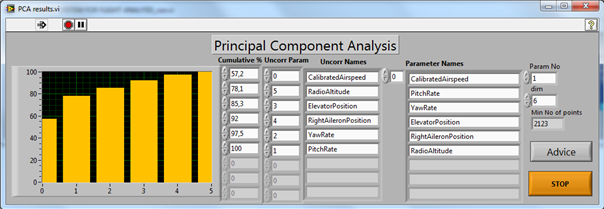 PCA results.vi
Principal Component Analysis
Cumulative % Uncorr Param Uncorr Names Parameter Names Param No
57,2 0 CalibratedAirspeed 0 CalibratedAirspeed 1
78,1 5 RadioAltitude PitchRate dim
85,3 3 ElevatorPosition YawRate 6
92 4 RightAileronPosition ElevatorPosition Min No of points
97,5 2 YawRate RightAileronPosition 2123
100 1 PitchRate RadioAltitude
0 0
0 0
0 0
Advice
STOP
100
80
60
40
20
0
0 1 2 3 4 5